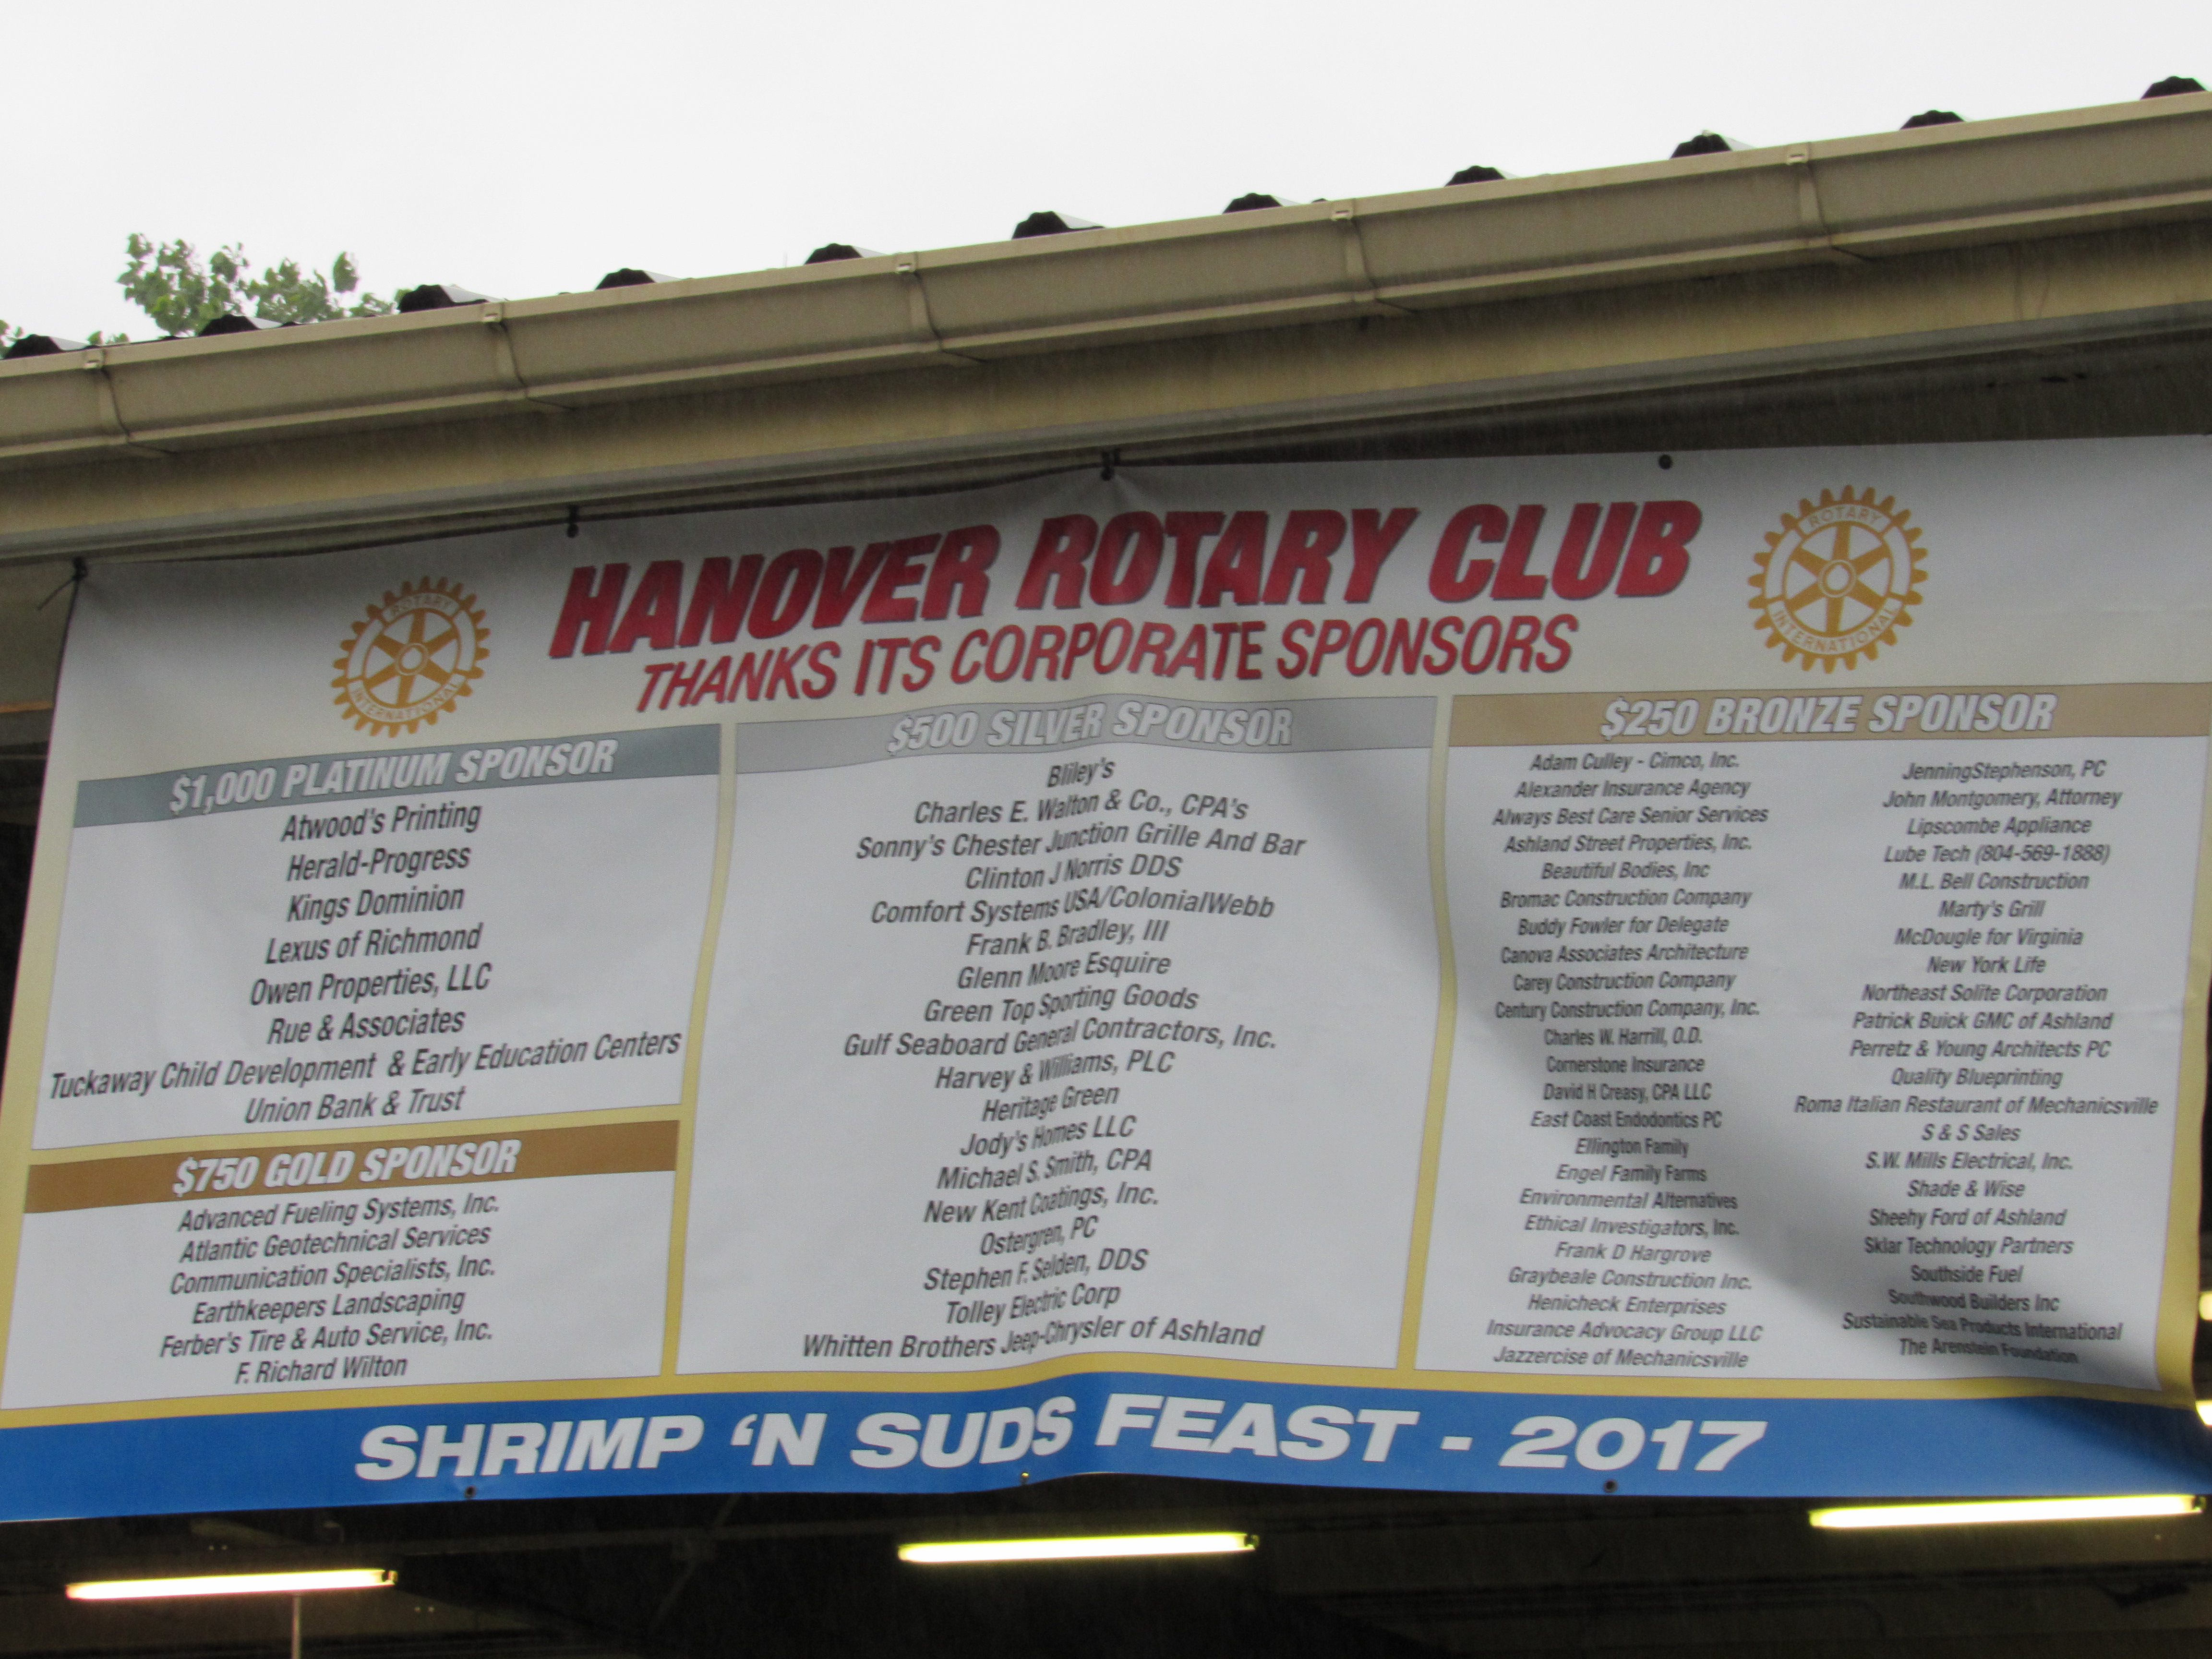 HANOVER ROTARY CLUB
THANKS ITS CORPORATE SPONSORS
ROTARY
INTERNATIONAL
ROTARY
INTERNATIONAL
$1,000 PLATINUM SPONSOR
Atwood's Printing
Herald-Progress
Kings Dominion
Lexus of Richmond
Owen Properties, LLC
Rue & Associates
Tuckaway Child Development & Early Education Centers
Union Bank & Trust
$750 GOLD SPONSOR
Advanced Fueling Systems, Inc.
Atlantic Geotechnical Services
Communication Specialists, Inc.
Earthkeepers Landscaping
Ferber's Tire & Auto Service, Inc.
F. Richard Wilton
$500 SILVER SPONSOR
Bliley's
Charles E. Walton & Co., CPA's
Sonny's Chester Junction Grille And Bar
Clinton J Norris DDS
Comfort Systems USA/ColonialWebb
Frank B. Bradley, III
Glenn Moore Esquire
Green Top Sporting Goods
Gulf Seaboard General Contractors, Inc.
Harvey & Williams, PLC
Heritage Green
Jody's Homes LLC
Michael S. Smith, CPA
New Kent Coatings, Inc.
Ostergren, PC
Stephen F. Selden, DDS
Tolley Electric Corp
Whitten Brothers Jeep-Chrysler of Ashland
$250 BRONZE SPONSOR
Adam Culley - Cimco, Inc.
Alexander Insurance Agency
Always Best Care Senior Services
Ashland Street Properties, Inc.
Beautiful Bodies, Inc
Bromac Construction Company
Buddy Fowler for Delegate
Canova Associates Architecture
Carey Construction Company
Century Construction Company, Inc.
Charles W. Harrill, O.D.
Cornerstone Insurance
David H Creasy, CPA LLC
East Coast Endodontics PC
Ellington Family
Engel Family Farms
Environmental Alternatives
Ethical Investigators, Inc.
Frank D Hargrove
Graybeale Construction Inc.
Henicheck Enterprises
Insurance Advocacy Group LLC
Jazzercise of Mechanicsville
JenningStephenson, PC
John Montgomery, Attorney
Lipscombe Appliance
Lube Tech (804-569-1888)
M.L. Bell Construction
Marty's Grill
McDougle for Virginia
New York Life
Northeast Solite Corporation
Patrick Buick GMC of Ashland
Perretz & Young Architects PC
Quality Blueprinting
Roma Italian Restaurant of Mechanicsville
S & S Sales
S.W. Mills Electrical, Inc.
Shade & Wise
Sheehy Ford of Ashland
Sklar Technology Partners
Southside Fuel
Southwood Builders Inc
Sustainable Sea Products International
The Arenstein Foundation
SHRIMP 'N SUDS FEAST - 2017